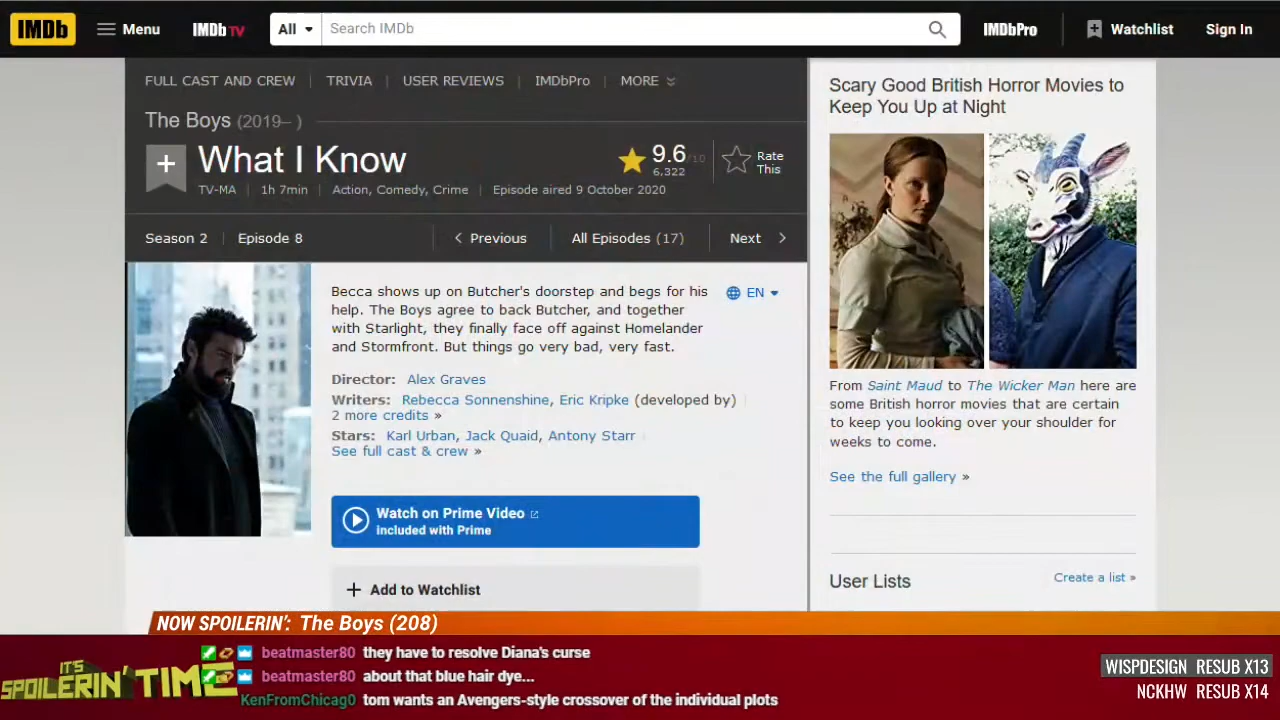 IMDb Menu IMDb TV All Search IMDb IMDbPro Watchlist Sign In
FULL CAST AND CREW | TRIVIA | USER REVIEWS | IMDbPro | MORE
The Boys (2019– )
+ What I Know
9.6/10
6,322
Rate This
TV-MA | 1h 7min | Action, Comedy, Crime | Episode aired 9 October 2020
Season 2 | Episode 8 Previous | All Episodes (17) | Next
Becca shows up on Butcher's doorstep and begs for his
help. The Boys agree to back Butcher, and together
with Starlight, they finally face off against Homelander
and Stormfront. But things go very bad, very fast.
EN
Director: Alex Graves
Writers: Rebecca Sonnenshine, Eric Kripke (developed by) |
2 more credits »
Stars: Karl Urban, Jack Quaid, Antony Starr |
See full cast & crew »
Watch on Prime Video
included with Prime
+ Add to Watchlist
Scary Good British Horror Movies to
Keep You Up at Night
From Saint Maud to The Wicker Man here are
some British horror movies that are certain
to keep you looking over your shoulder for
weeks to come.
See the full gallery »
User Lists Create a list »
NOW SPOILERIN': The Boys (208)
IT'S
SPOILERIN' TIME
beatmaster80 they have to resolve Diana's curse
beatmaster80 about that blue hair dye...
KenFromChicag0 tom wants an Avengers-style crossover of the individual plots
WISPDESIGN RESUB X13
NCKHW RESUB X14